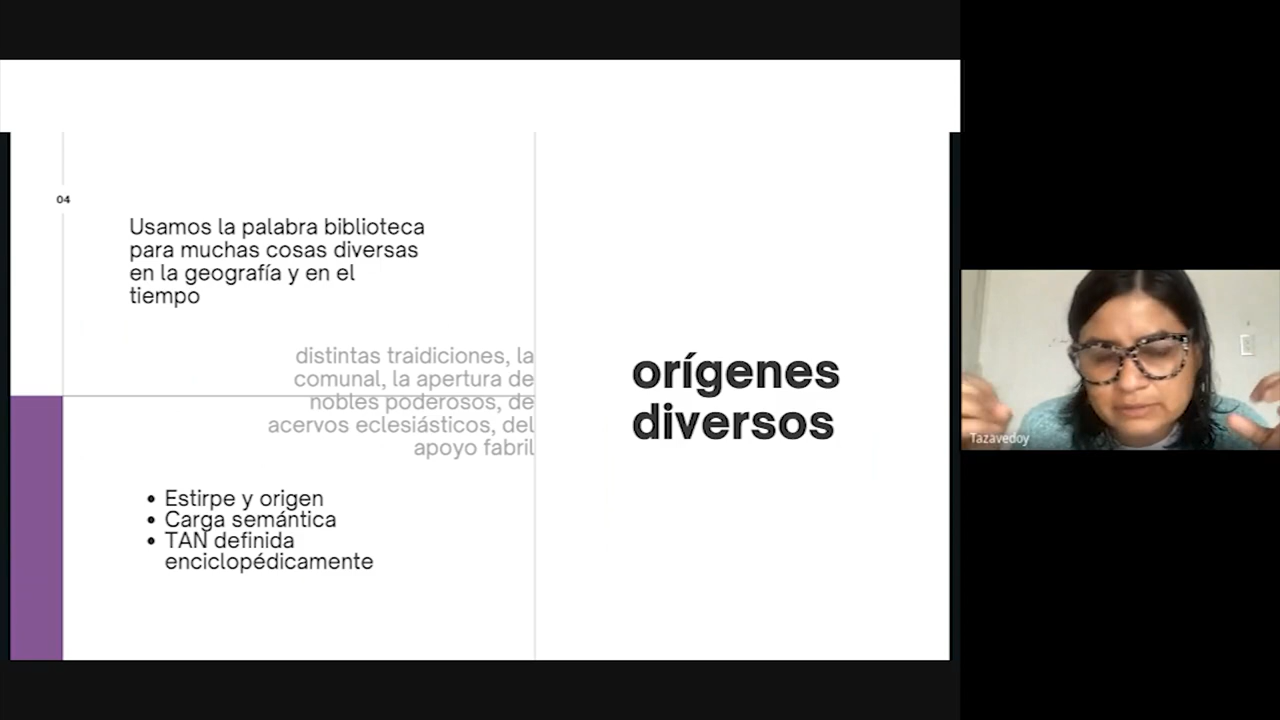 04
Usamos la palabra biblioteca
para muchas cosas diversas
en la geografía y en el
tiempo
distintas traidiciones, la
comunal, la apertura de
nobles poderosos, de
acervos eclesiásticos, del
apoyo fabril
• Estirpe y origen
• Carga semántica
• TAN definida
enciclopédicamente
orígenes
diversos
Tazavedoy